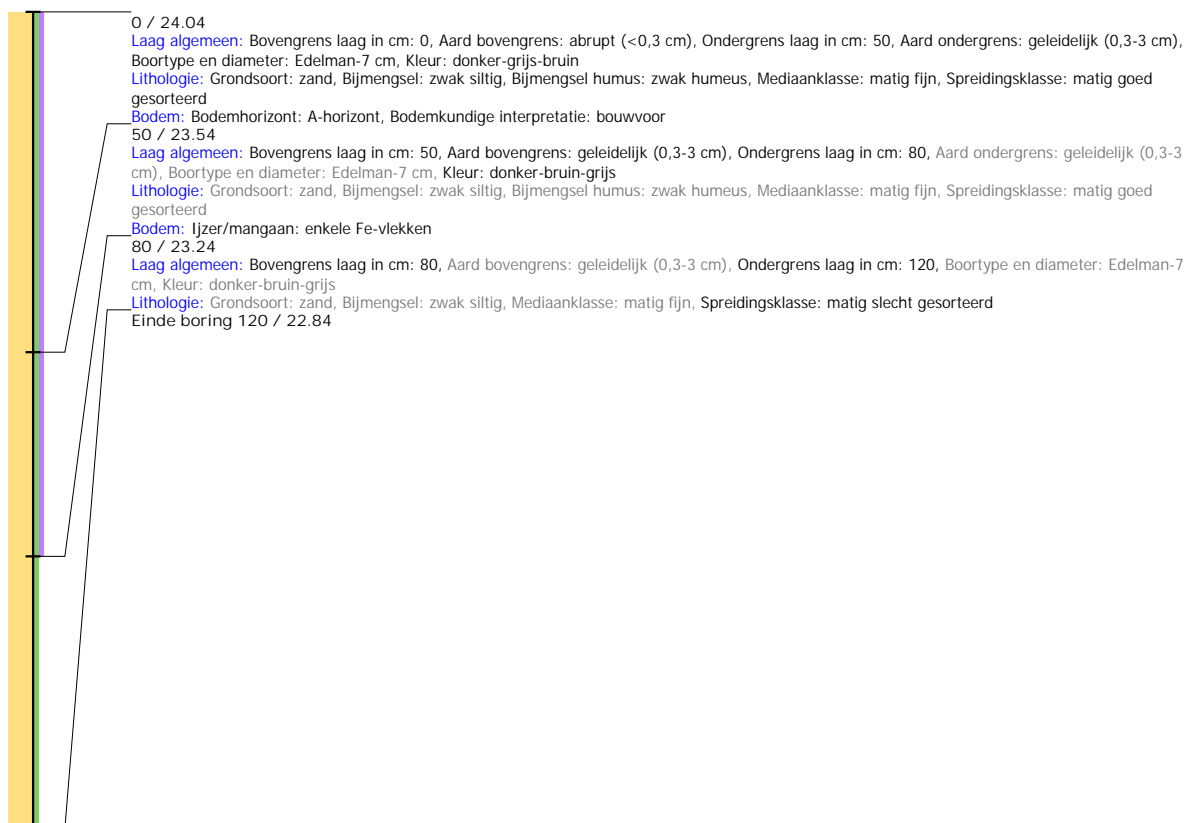 0 / 24.04
Laag algemeen: Bovengrens laag in cm: 0, Aard bovengrens: abrupt (<0,3 cm), Ondergrens laag in cm: 50, Aard ondergrens: geleidelijk (0,3-3 cm),
Boortype en diameter: Edelman-7 cm, Kleur: donker-grijs-bruin
Lithologie: Grondsoort: zand, Bijmengsel: zwak siltig, Bijmengsel humus: zwak humeus, Mediaanklasse: matig fijn, Spreidingsklasse: matig goed
gesorteerd
Bodem: Bodemhorizont: A-horizont, Bodemkundige interpretatie: bouwvoor
50 / 23.54
Laag algemeen: Bovengrens laag in cm: 50, Aard bovengrens: geleidelijk (0,3-3 cm), Ondergrens laag in cm: 80, Aard ondergrens: geleidelijk (0,3-3
cm), Boortype en diameter: Edelman-7 cm, Kleur: donker-bruin-grijs
Lithologie: Grondsoort: zand, Bijmengsel: zwak siltig, Bijmengsel humus: zwak humeus, Mediaanklasse: matig fijn, Spreidingsklasse: matig goed
gesorteerd
Bodem: Ijzer/mangaan: enkele Fe-vlekken
80 / 23.24
Laag algemeen: Bovengrens laag in cm: 80, Aard bovengrens: geleidelijk (0,3-3 cm), Ondergrens laag in cm: 120, Boortype en diameter: Edelman-7
cm, Kleur: donker-bruin-grijs
Lithologie: Grondsoort: zand, Bijmengsel: zwak siltig, Mediaanklasse: matig fijn, Spreidingsklasse: matig slecht gesorteerd
Einde boring 120 / 22.84